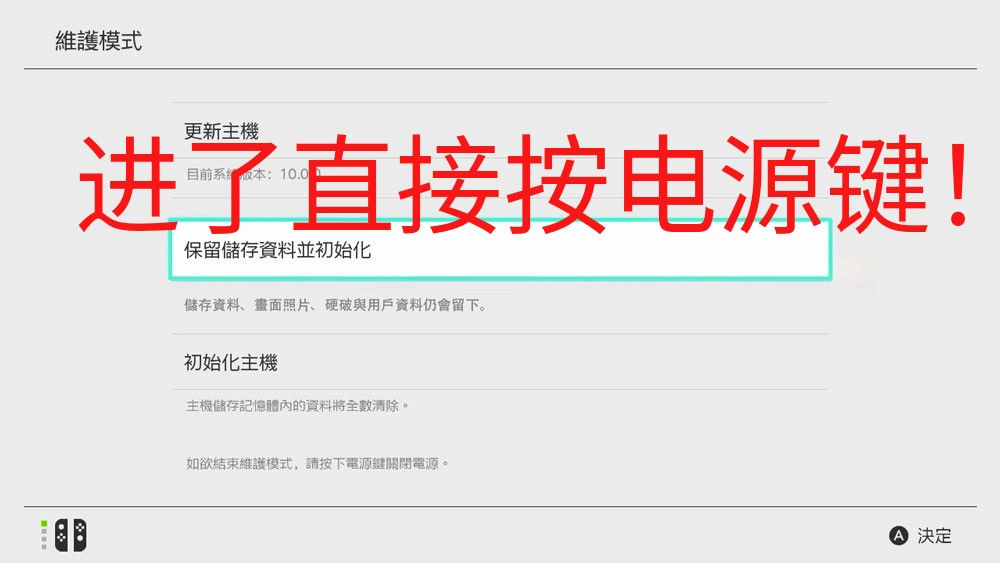 維護模式
更新主機
进了直接按电源键！
目前系統版本：10.0.0
保留儲存資料並初始化
儲存資料、畫面照片、硬破與用戶資料仍會留下。
初始化主機
主機儲存記憶體內的資料將全數清除。
如欲結束維護模式，請按下電源鍵關閉電源。
A 決定